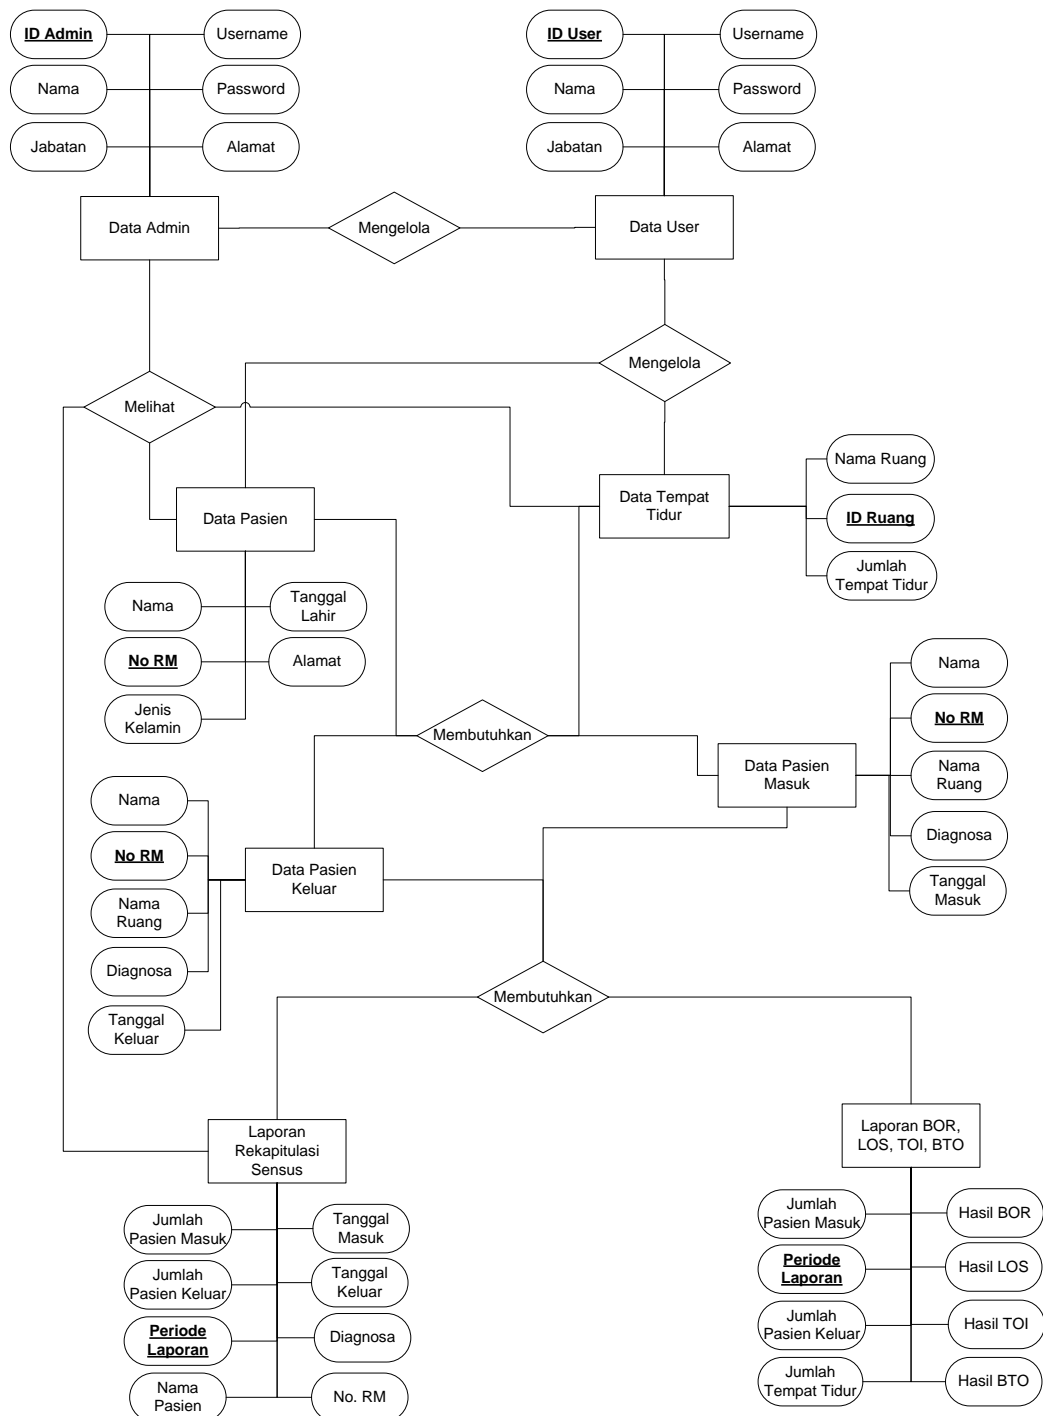 ID Admin
Username
ID User
Username
Nama
Password
Nama
Password
Jabatan
Alamat
Jabatan
Alamat
Data Admin
Mengelola
Data User
Mengelola
Melihat
Nama Ruang
Data Tempat
Tidur
ID Ruang
Data Pasien
Jumlah
Tempat Tidur
Nama
Tanggal
Lahir
No RM
Alamat
Jenis
Kelamin
Nama
No RM
Membutuhkan
Data Pasien
Masuk
Nama
Ruang
Diagnosa
Tanggal
Masuk
Nama
No RM
Data Pasien
Keluar
Nama
Ruang
Diagnosa
Tanggal
Keluar
Membutuhkan
Laporan
Rekapitulasi
Sensus
Laporan BOR,
LOS, TOI, BTO
Jumlah
Pasien Masuk
Tanggal
Masuk
Jumlah
Pasien Keluar
Tanggal
Keluar
Periode
Laporan
Diagnosa
Nama
Pasien
No. RM
Jumlah
Pasien Masuk
Hasil BOR
Periode
Laporan
Hasil LOS
Jumlah
Pasien Keluar
Hasil TOI
Jumlah
Tempat Tidur
Hasil BTO